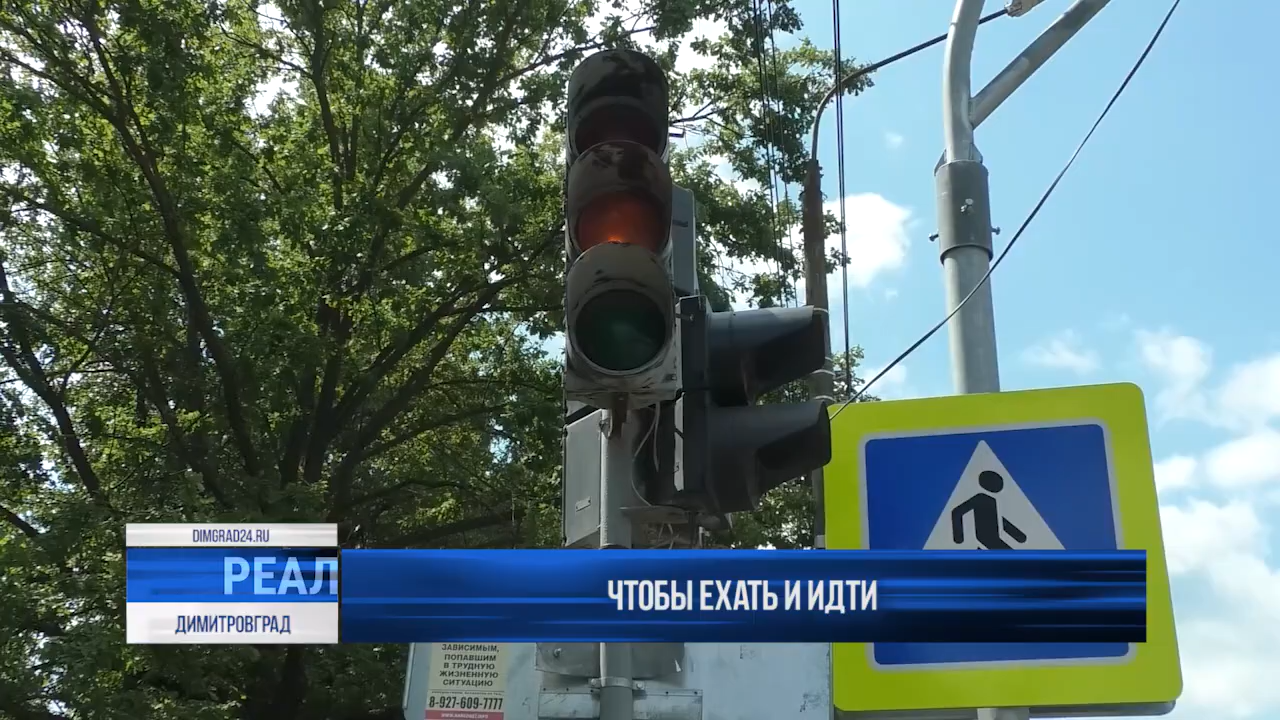 DIMGRAD24.RU
РЕАЛ
ДИМИТРОВГРАД
ЧТОБЫ ЕХАТЬ И ИДТИ
ЗАВИСИМЫМ,
ПОПАВШИМ
В ТРУДНУЮ
ЖИЗНЕННУЮ
СИТУАЦИЮ
8-927-609-7777